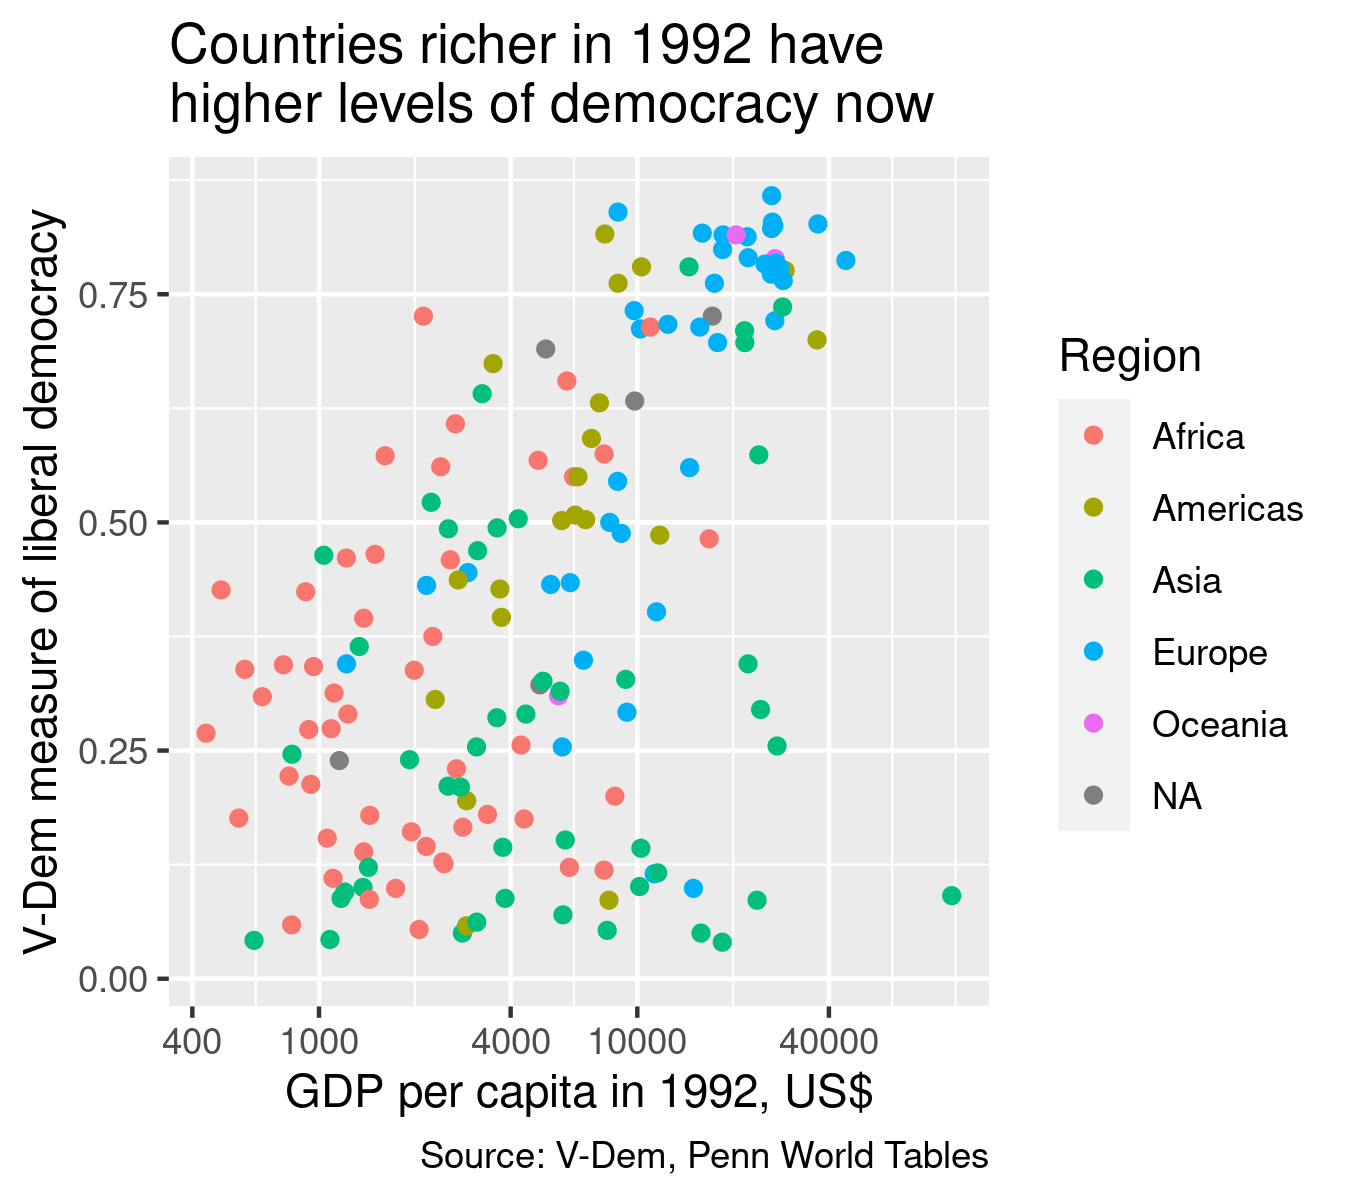 Countries richer in 1992 have
higher levels of democracy now
V-Dem measure of liberal democracy
0.75
0.50
0.25
0.00
400 1000 4000 10000 40000
GDP per capita in 1992, US$
Source: V-Dem, Penn World Tables
Region
Africa
Americas
Asia
Europe
Oceania
NA